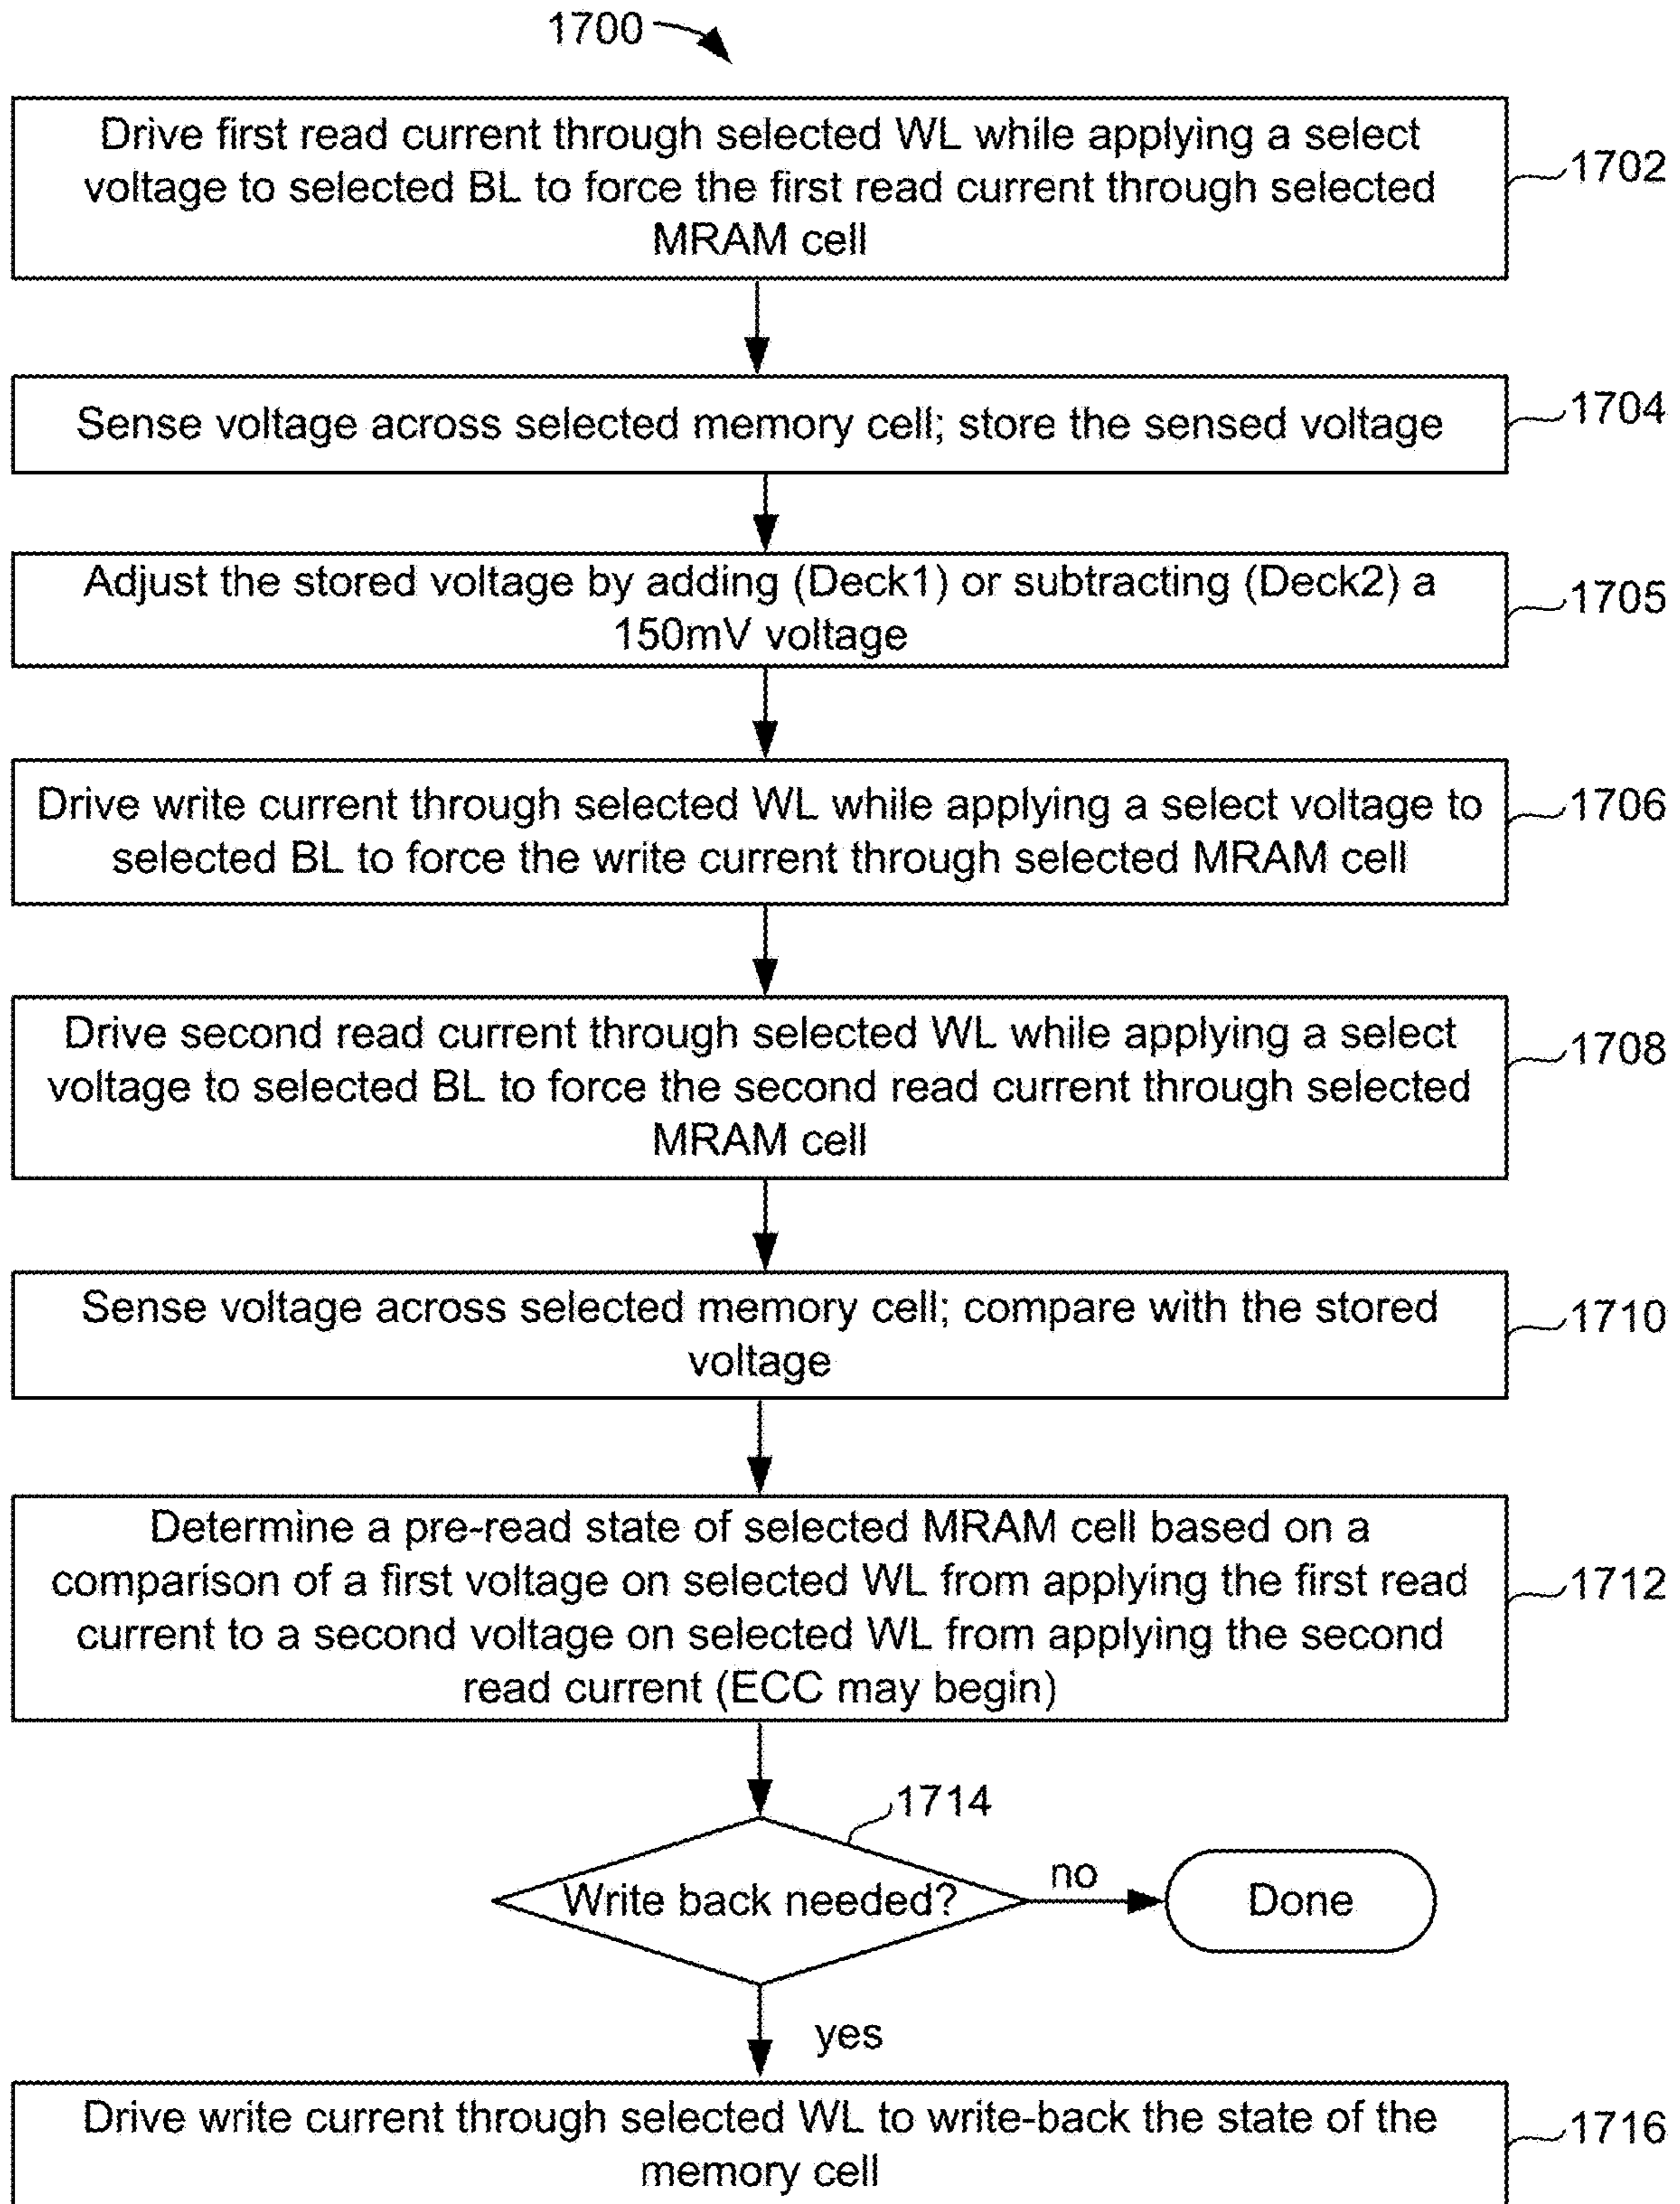 1700
Drive first read current through selected WL while applying a select
voltage to selected BL to force the first read current through selected
MRAM cell
1702
Sense voltage across selected memory cell; store the sensed voltage
1704
Adjust the stored voltage by adding (Deck1) or subtracting (Deck2) a
150mV voltage
1705
Drive write current through selected WL while applying a select voltage to
selected BL to force the write current through selected MRAM cell
1706
Drive second read current through selected WL while applying a select
voltage to selected BL to force the second read current through selected
MRAM cell
1708
Sense voltage across selected memory cell; compare with the stored
voltage
1710
Determine a pre-read state of selected MRAM cell based on a
comparison of a first voltage on selected WL from applying the first read
current to a second voltage on selected WL from applying the second
read current (ECC may begin)
1712
1714
Write back needed?
no
Done
yes
Drive write current through selected WL to write-back the state of the
memory cell
1716